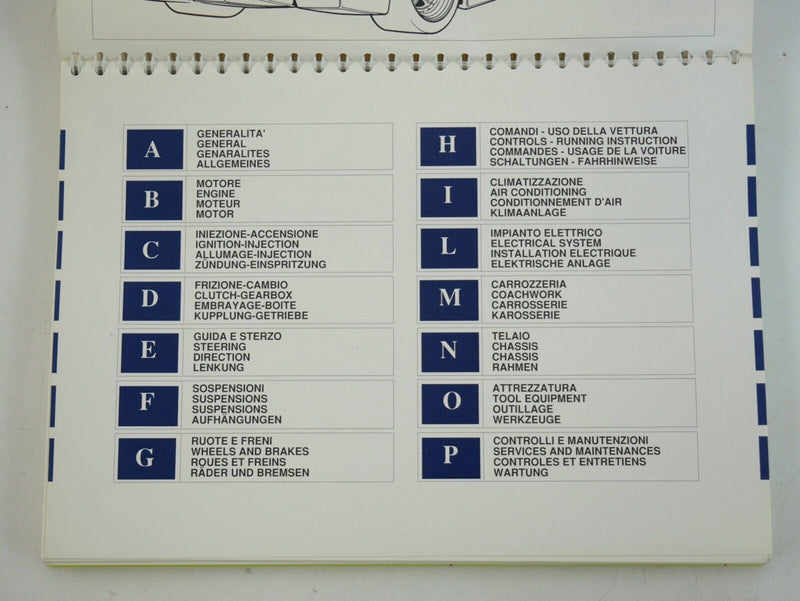 A
GENERALITA'
GENERAL
GENARALITES
ALLGEMEINES
B
MOTORE
ENGINE
MOTEUR
MOTOR
C
INIEZIONE-ACCENSIONE
IGNITION-INJECTION
ALLUMAGE-INJECTION
ZÜNDUNG-EINSPRITZUNG
D
FRIZIONE-CAMBIO
CLUTCH-GEARBOX
EMBRAYAGE-BOITE
KUPPLUNG-GETRIEBE
E
GUIDA E STERZO
STEERING
DIRECTION
LENKUNG
F
SOSPENSIONI
SUSPENSIONS
SUSPENSIONS
AUFHÄNGUNGEN
G
RUOTE E FRENI
WHEELS AND BRAKES
ROUES ET FREINS
RÄDER UND BREMSEN
H
COMANDI - USO DELLA VETTURA
CONTROLS - RUNNING INSTRUCTION
COMMANDES - USAGE DE LA VOITURE
SCHALTUNGEN - FAHRHINWEISE
I
CLIMATIZZAZIONE
AIR CONDITIONING
CONDITIONNEMENT D'AIR
KLIMAANLAGE
L
IMPIANTO ELETTRICO
ELECTRICAL SYSTEM
INSTALLATION ELECTRIQUE
ELEKTRISCHE ANLAGE
M
CARROZZERIA
COACHWORK
CARROSSERIE
KAROSSERIE
N
TELAIO
CHASSIS
CHASSIS
RAHMEN
O
ATTREZZATURA
TOOL EQUIPMENT
OUTILLAGE
WERKZEUGE
P
CONTROLLI E MANUTENZIONI
SERVICES AND MAINTENANCES
CONTROLES ET ENTRETIENS
WARTUNG